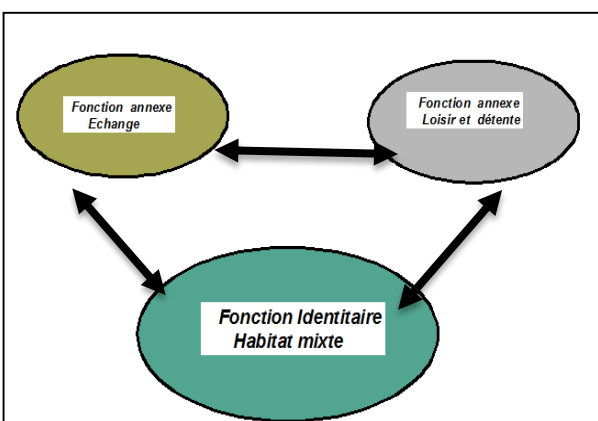 Fonction annexe
Echange
Fonction annexe
Loisir et détente
Fonction Identitaire
Habitat mixte